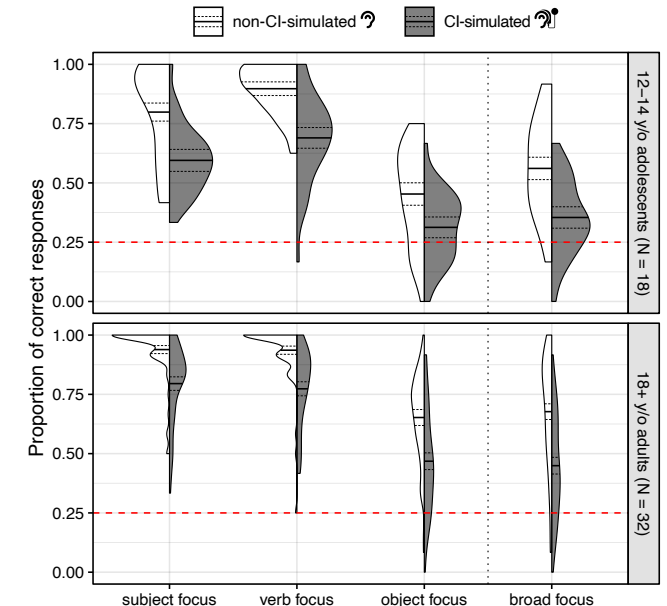 non-CI-simulated CI-simulated
Proportion of correct responses
1.00
0.75
0.50
0.25
0.00
12–14 y/o adolescents (N = 18)
1.00
0.75
0.50
0.25
0.00
18+ y/o adults (N = 32)
subject focus verb focus object focus broad focus